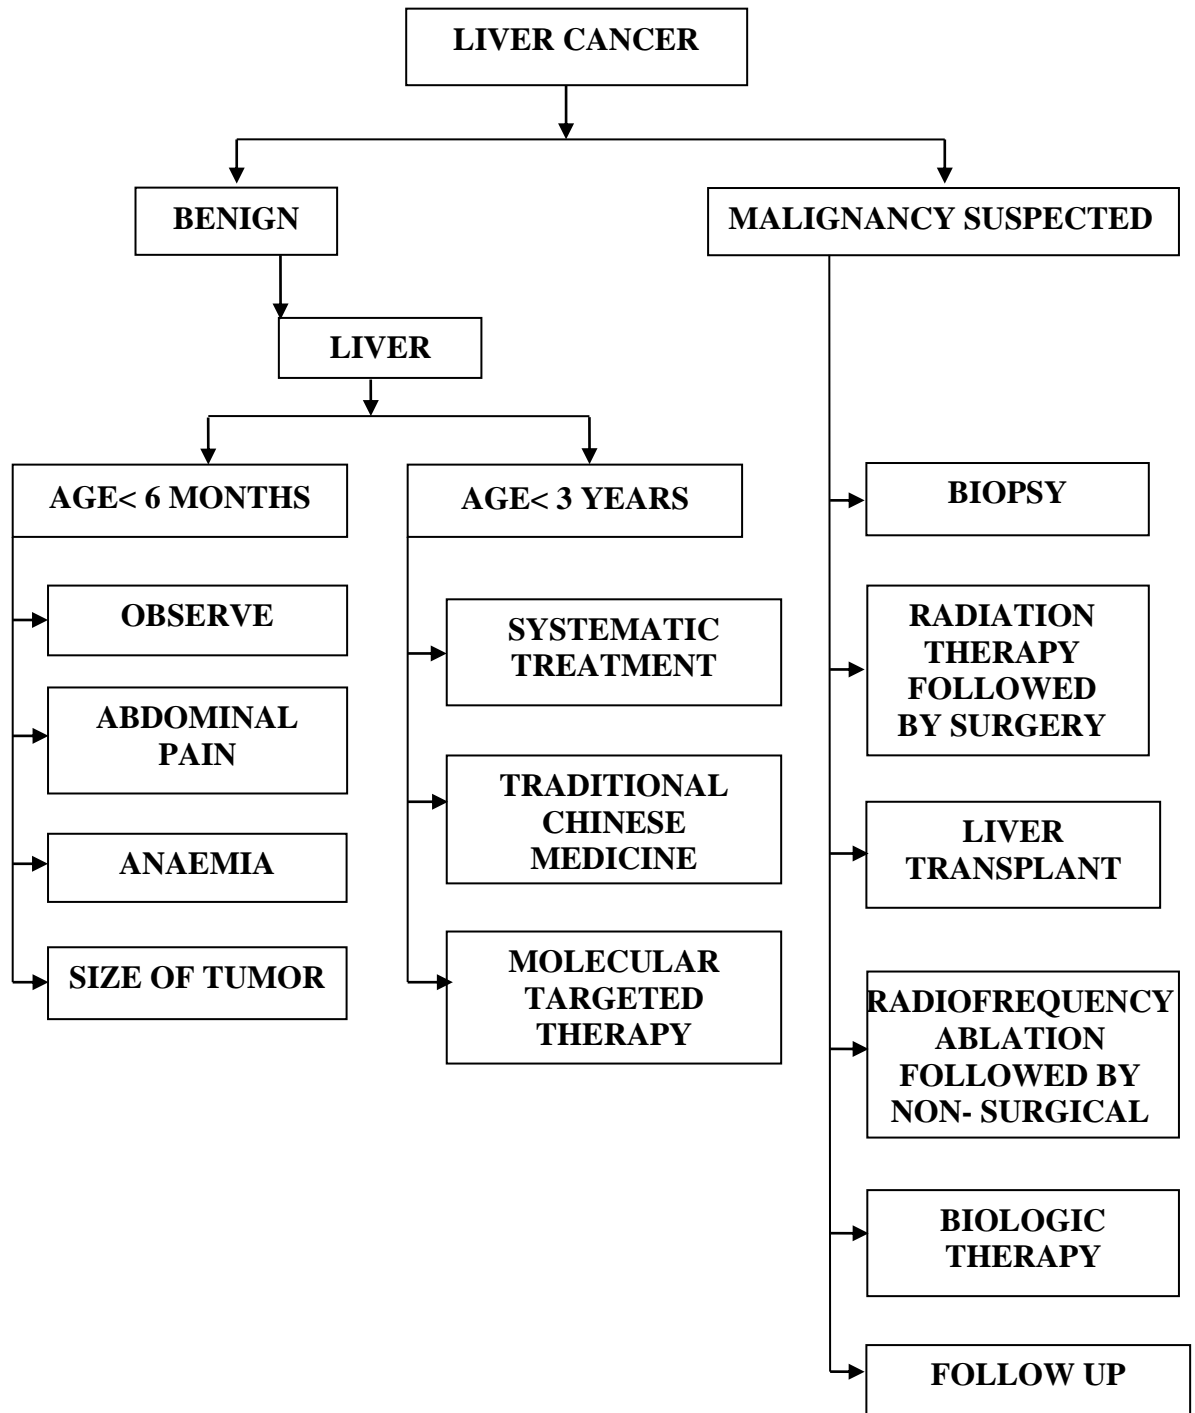 LIVER CANCER
BENIGN
MALIGNANCY SUSPECTED
LIVER
AGE< 6 MONTHS
AGE< 3 YEARS
OBSERVE
ABDOMINAL
PAIN
ANAEMIA
SIZE OF TUMOR
SYSTEMATIC
TREATMENT
TRADITIONAL
CHINESE
MEDICINE
MOLECULAR
TARGETED
THERAPY
BIOPSY
RADIATION
THERAPY
FOLLOWED
BY SURGERY
LIVER
TRANSPLANT
RADIOFREQUENCY
ABLATION
FOLLOWED BY
NON- SURGICAL
BIOLOGIC
THERAPY
FOLLOW UP